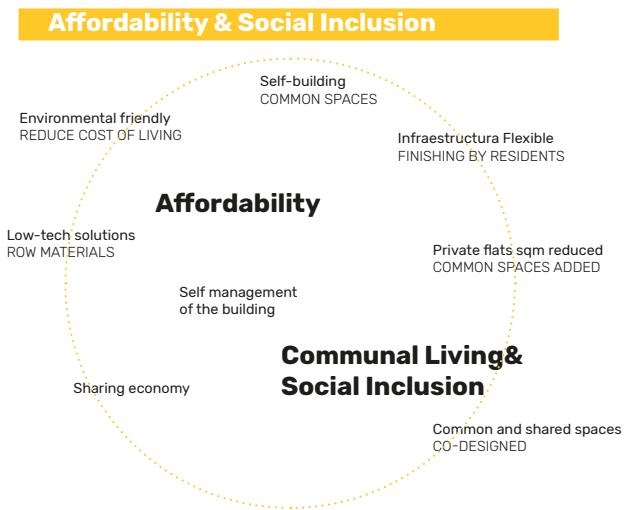 Affordability & Social Inclusion
Self-building
COMMON SPACES
Environmental friendly
REDUCE COST OF LIVING
Infraestructura Flexible
FINISHING BY RESIDENTS
Affordability
Low-tech solutions
ROW MATERIALS
Private flats sqm reduced
COMMON SPACES ADDED
Self management
of the building
Communal Living&
Social Inclusion
Sharing economy
Common and shared spaces
CO-DESIGNED